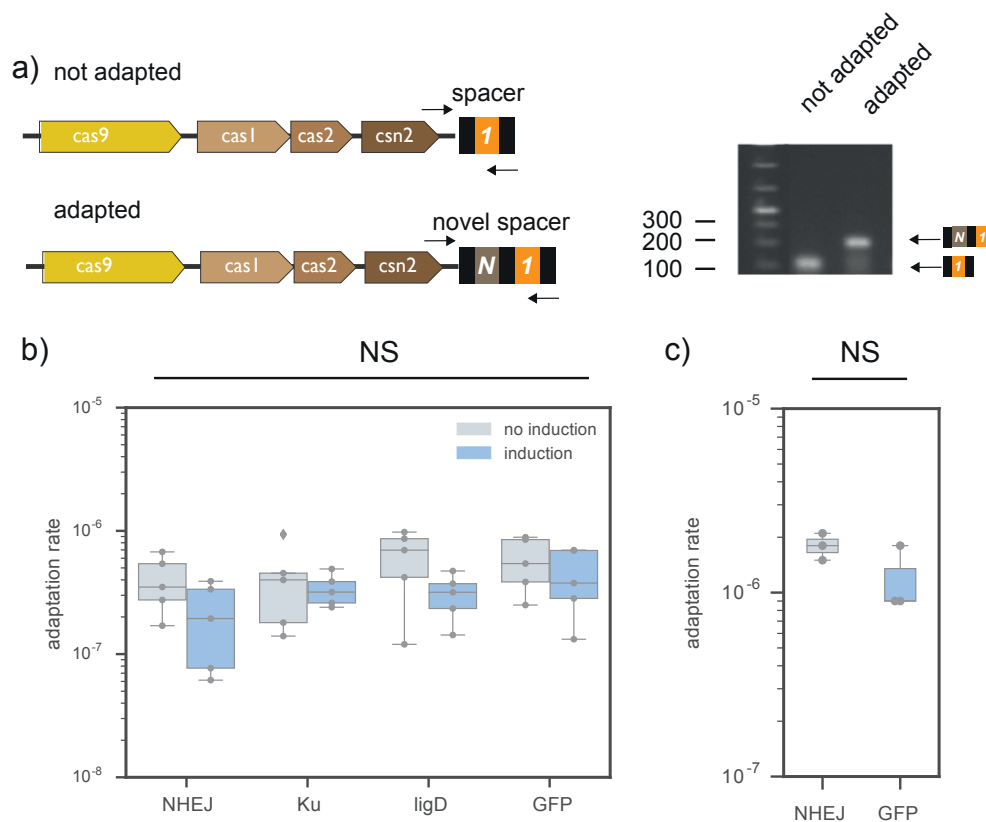 a)
not adapted
spacer
cas9
cas1
cas2
csn2
1
adapted
novel spacer
cas9
cas1
cas2
csn2
N
1
not adapted
adapted
300
200
100
N
1
1
b)
NS
10⁻⁵
10⁻⁶
10⁻⁷
10⁻⁸
adaptation rate
no induction
induction
NHEJ
Ku
ligD
GFP
c)
NS
10⁻⁵
10⁻⁶
10⁻⁷
adaptation rate
NHEJ
GFP